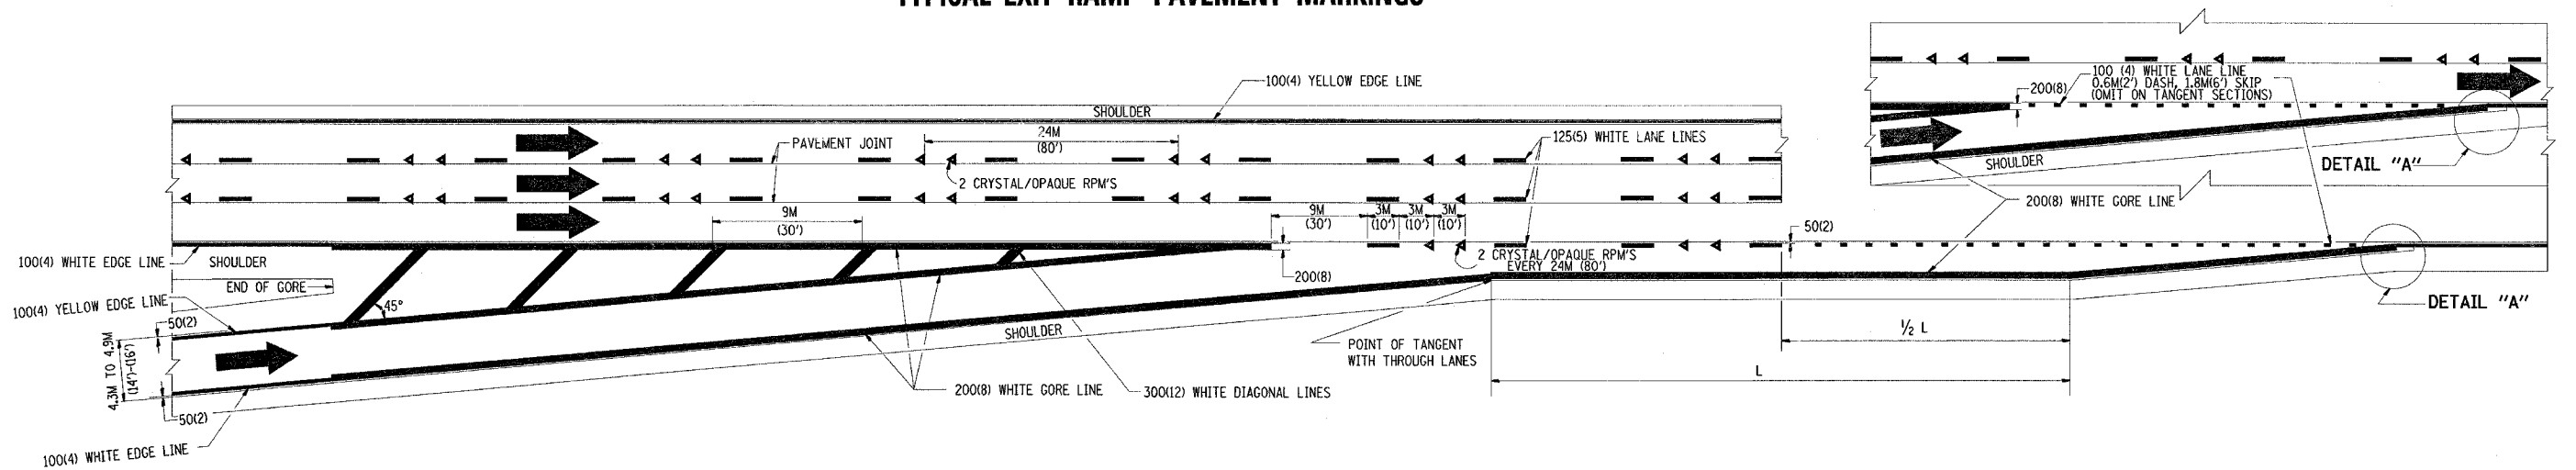 TYPICAL EXIT RAMP PAVEMENT MARKINGS
100(4) YELLOW EDGE LINE
SHOULDER
24M
(80')
PAVEMENT JOINT
2 CRYSTAL/OPAQUE RPM'S
125(5) WHITE LANE LINES
9M
(30')
9M
(30')
3M
(10')
3M
(10')
3M
(10')
100(4) WHITE EDGE LINE
SHOULDER
END OF GORE
100(4) YELLOW EDGE LINE
50(2)
45°
4.3M TO 4.9M
(14')-(16')
50(2)
100(4) WHITE EDGE LINE
200(8)
2 CRYSTAL/OPAQUE RPM'S
EVERY 24M (80')
SHOULDER
200(8) WHITE GORE LINE
300(12) WHITE DIAGONAL LINES
POINT OF TANGENT
WITH THROUGH LANES
50(2)
1/2 L
L
200(8)
100 (4) WHITE LANE LINE
0.6M(2') DASH, 1.8M(6') SKIP
(OMIT ON TANGENT SECTIONS)
SHOULDER
DETAIL "A"
200(8) WHITE GORE LINE
DETAIL "A"